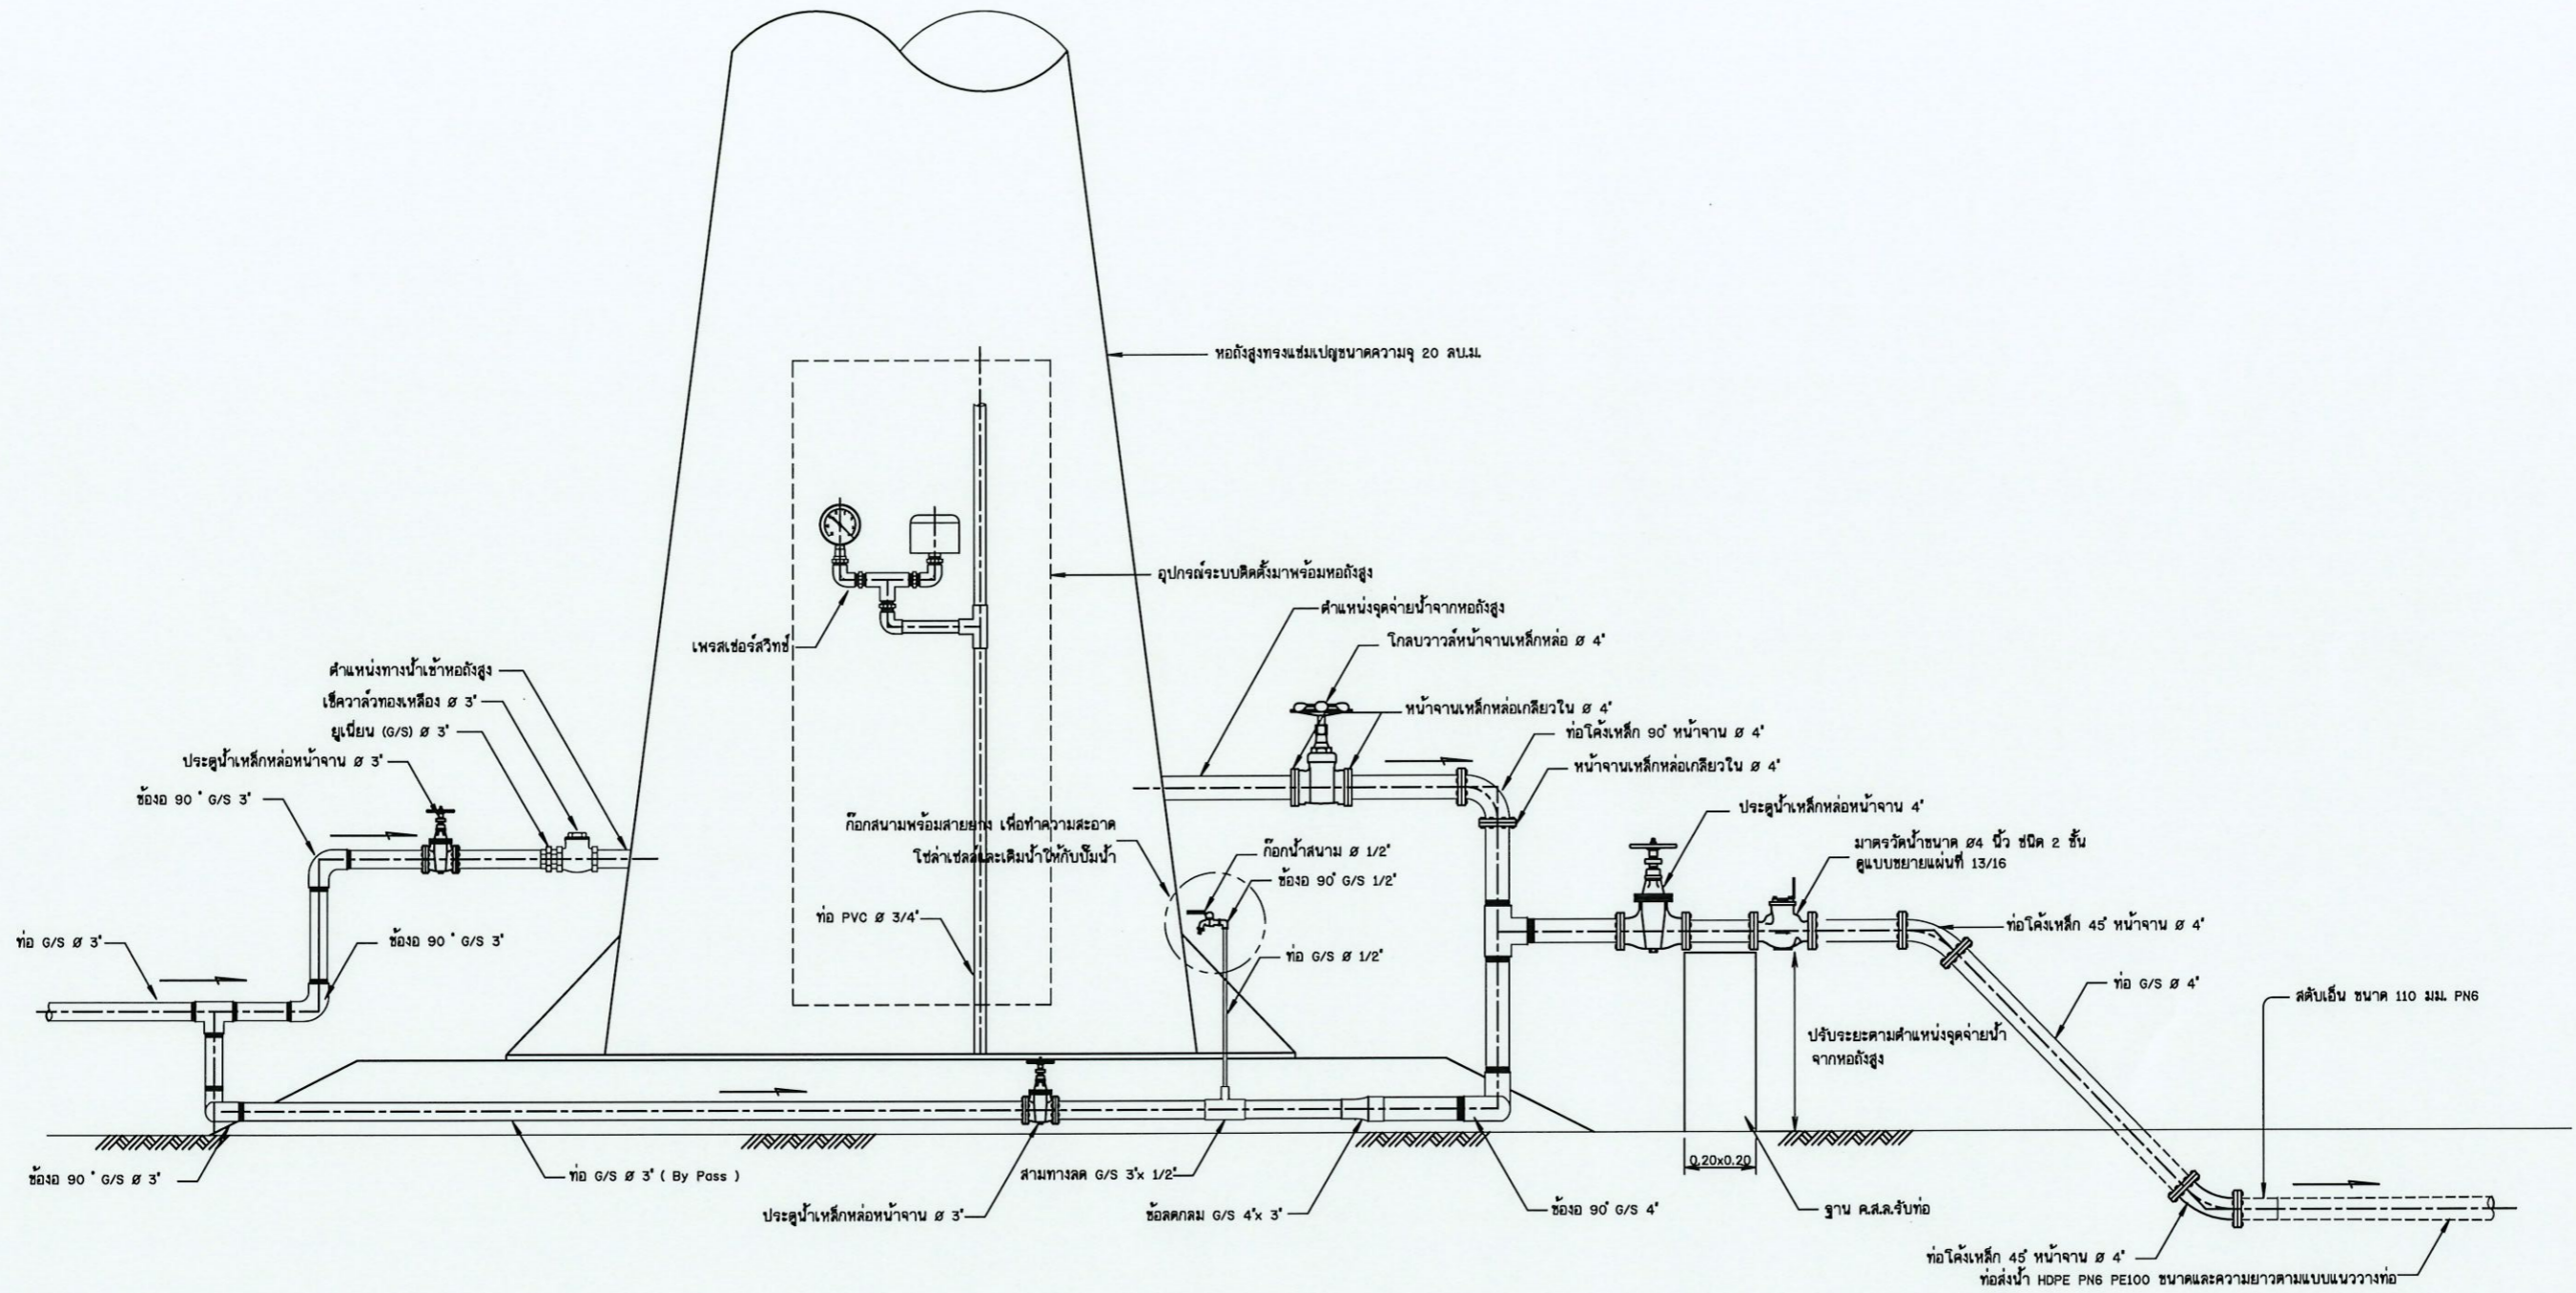 หอถังสูงทรงแชมเปญขนาดความจุ 20 ลบ.ม.
อุปกรณ์ระบบติดตั้งมาพร้อมหอถังสูง
ตำแหน่งจุดจ่ายน้ำจากหอถังสูง
โกลบวาวล์หน้าจานเหล็กหล่อ Ø 4"
เพรสเชอร์สวิทช์
ตำแหน่งทางน้ำเข้าหอถังสูง
เช็ควาล์วทองเหลือง Ø 3"
หน้าจานเหล็กหล่อเกลียวใน Ø 4"
ยูเนี่ยน (G/S) Ø 3"
ท่อโค้งเหล็ก 90° หน้าจาน Ø 4"
ประตูน้ำเหล็กหล่อหน้าจาน Ø 3"
หน้าจานเหล็กหล่อเกลียวใน Ø 4"
ข้องอ 90 ° G/S 3"
ประตูน้ำเหล็กหล่อหน้าจาน 4"
ก๊อกสนามพร้อมสายยาง เพื่อทำความสะอาด
โซล่าเซลล์และเติมน้ำให้กับปั๊มน้ำ
ก๊อกน้ำสนาม Ø 1/2"
มาตรวัดน้ำขนาด Ø4 นิ้ว ชนิด 2 ชั้น
ดูแบบขยายแผ่นที่ 13/16
ข้องอ 90° G/S 1/2"
ท่อ PVC Ø 3/4"
ท่อโค้งเหล็ก 45° หน้าจาน Ø 4"
ท่อ G/S Ø 3"
ข้องอ 90 ° G/S 3"
ท่อ G/S Ø 1/2"
ท่อ G/S Ø 4"
สตับเอ็น ขนาด 110 มม. PN6
ปรับระยะตามตำแหน่งจุดจ่ายน้ำ
จากหอถังสูง
0.20x0.20
ข้องอ 90 ° G/S Ø 3"
ท่อ G/S Ø 3" ( By Pass )
สามทางลด G/S 3"x 1/2"
ประตูน้ำเหล็กหล่อหน้าจาน Ø 3"
ข้อลดกลม G/S 4"x 3"
ข้องอ 90° G/S 4"
ฐาน ค.ส.ล.รับท่อ
ท่อโค้งเหล็ก 45° หน้าจาน Ø 4"
ท่อส่งน้ำ HDPE PN6 PE100 ขนาดและความยาวตามแบบแนววางท่อ